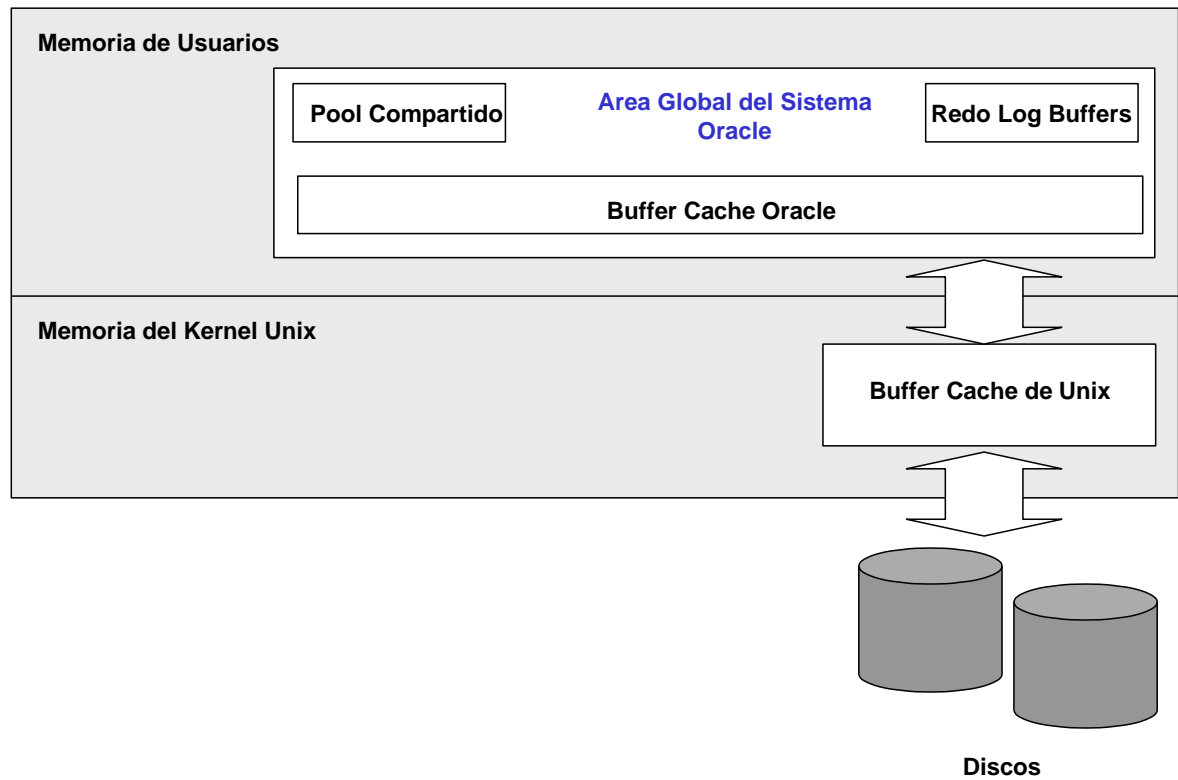 Memoria de Usuarios
Pool Compartido
Area Global del Sistema
Oracle
Redo Log Buffers
Buffer Cache Oracle
Memoria del Kernel Unix
Buffer Cache de Unix
Discos